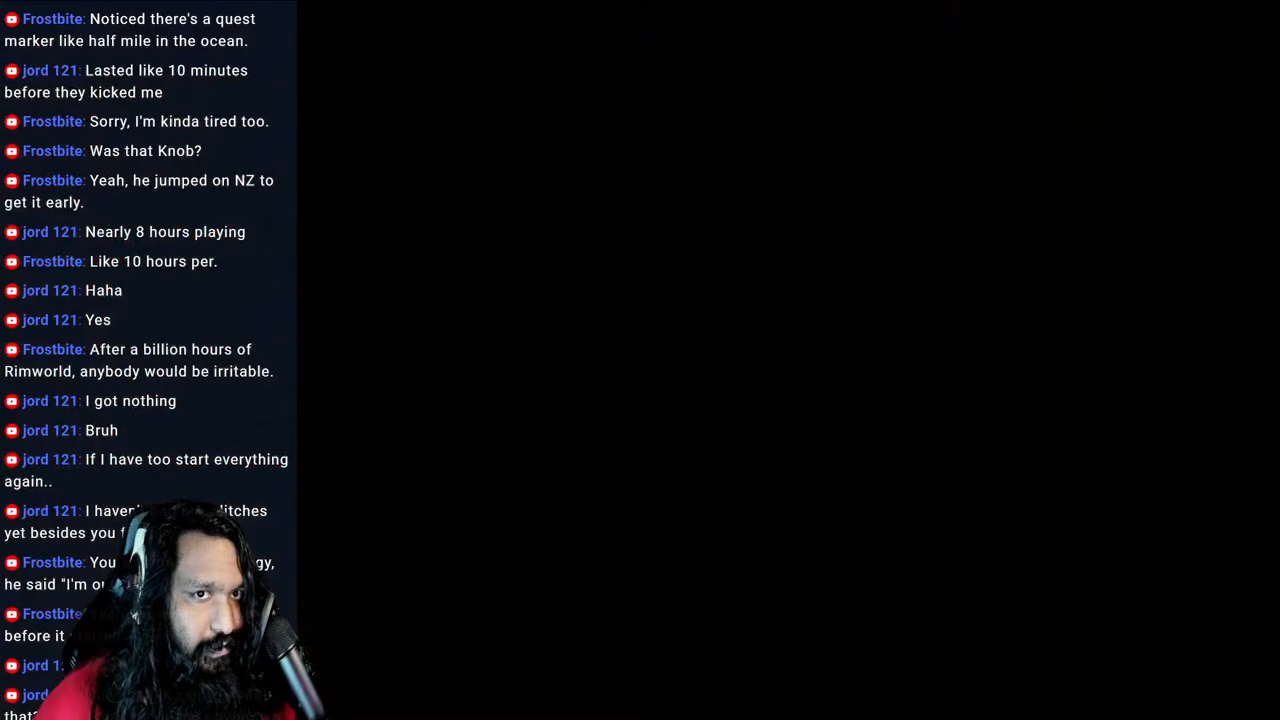 Frostbite: Noticed there's a quest
marker like half mile in the ocean.
jord 121: Lasted like 10 minutes
before they kicked me
Frostbite: Sorry, I'm kinda tired too.
Frostbite: Was that Knob?
Frostbite: Yeah, he jumped on NZ to
get it early.
jord 121: Nearly 8 hours playing
Frostbite: Like 10 hours per.
jord 121: Haha
jord 121: Yes
Frostbite: After a billion hours of
Rimworld, anybody would be irritable.
jord 121: I got nothing
jord 121: Bruh
jord 121: If I have too start everything
again..
jord 121: I
yet besides you
Frostbite: You
he said "I'm
Frostbite:
before it
jord
jord